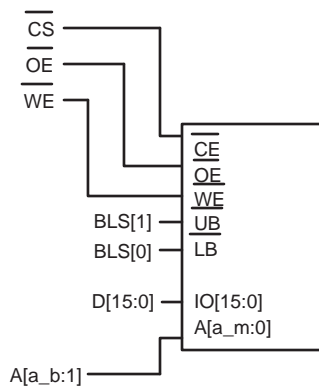 CS
OE
WE
CE
OE
WE
BLS[1] UB
BLS[0] LB
D[15:0] IO[15:0]
A[a_m:0]
A[a_b:1]